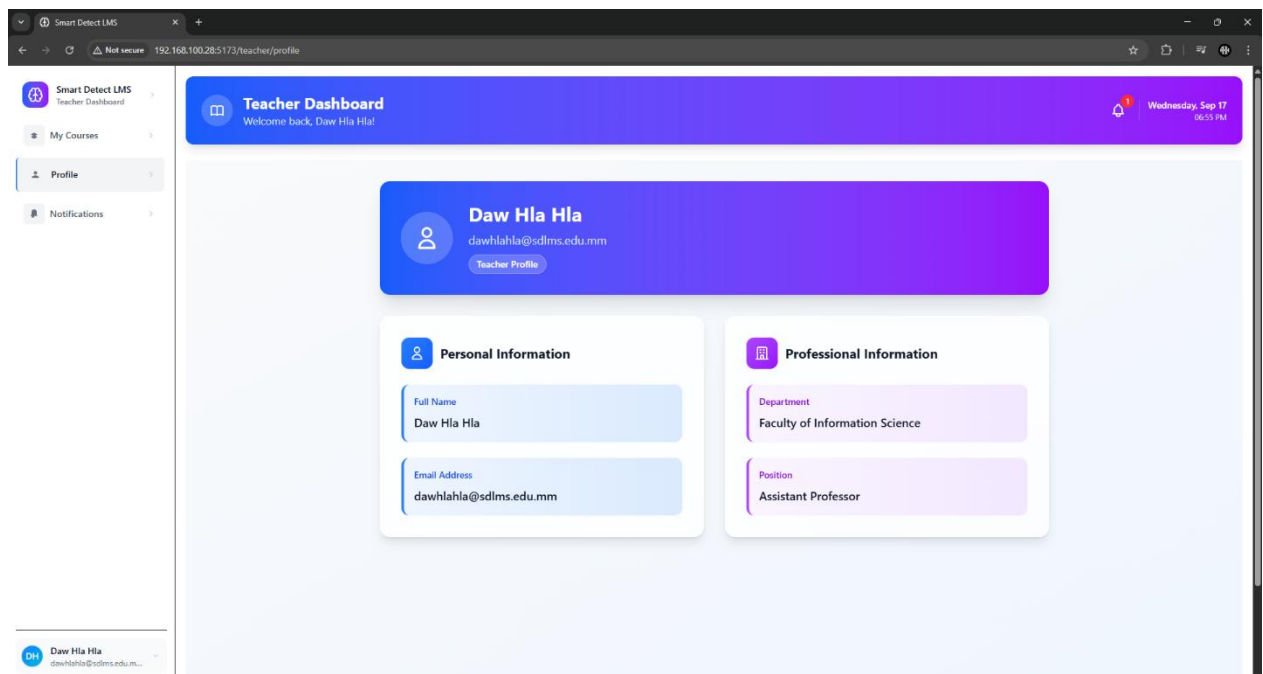 Smart Detect LMS
Not secure 192.168.100.28:5173/teacher/profile
Smart Detect LMS
Teacher Dashboard
My Courses
Profile
Notifications
Teacher Dashboard
Welcome back, Daw Hla Hla!
1
Wednesday, Sep 17
06:55 PM
Daw Hla Hla
dawhlahla@sdlms.edu.mm
Teacher Profile
Personal Information
Full Name
Daw Hla Hla
Email Address
dawhlahla@sdlms.edu.mm
Professional Information
Department
Faculty of Information Science
Position
Assistant Professor
DH
Daw Hla Hla
dawhlahla@sdlms.edu.m...